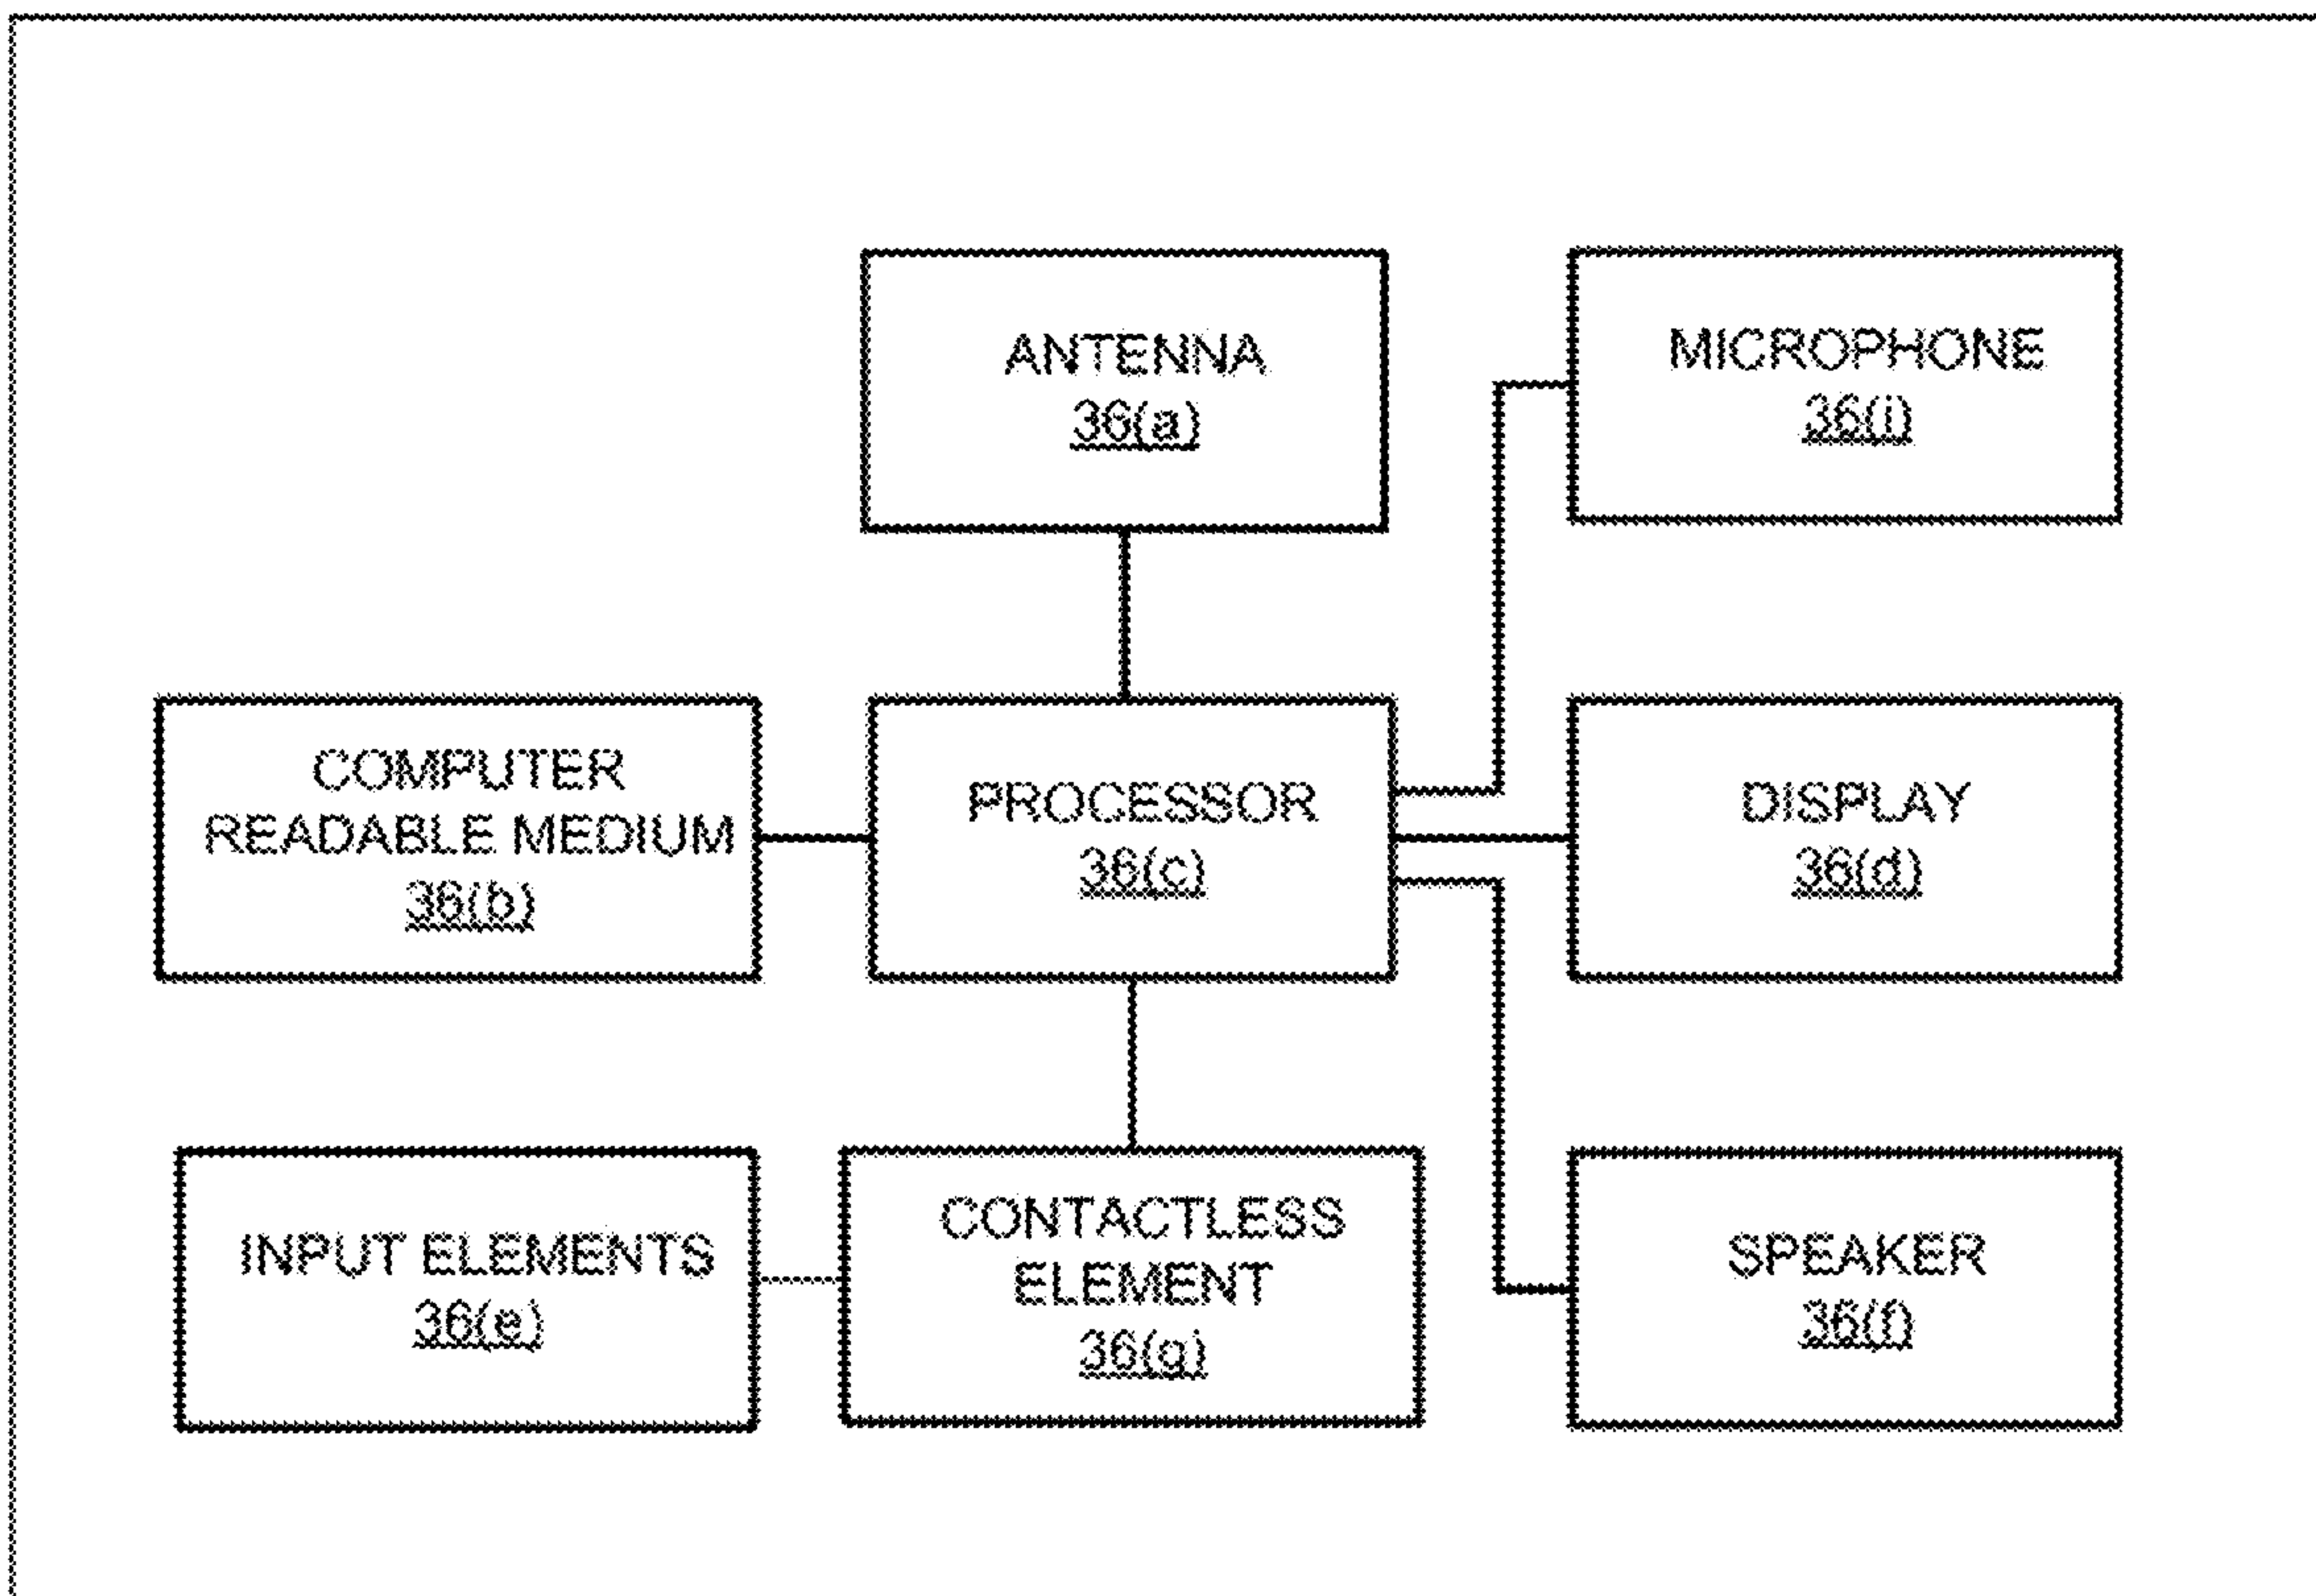 ANTENNA
36(a)
MICROPHONE
36(i)
COMPUTER
READABLE MEDIUM
36(b)
PROCESSOR
36(c)
DISPLAY
36(d)
INPUT ELEMENTS
36(e)
CONTACTLESS
ELEMENT
36(g)
SPEAKER
36(f)